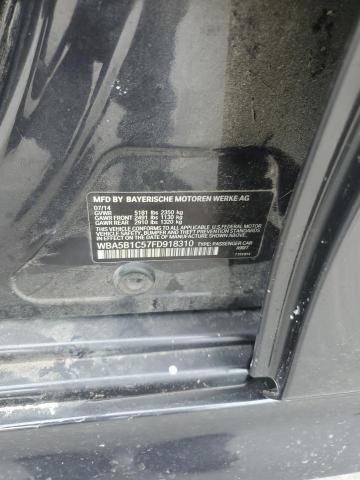 MFD BY BAYERISCHE MOTOREN WERKE AG
07/14
GVWR 5181 lbs 2350 kg
GAWR FRONT 2491 lbs 1130 kg
GAWR REAR 2910 lbs 1320 kg
THIS VEHICLE CONFORMS TO ALL APPLICABLE U.S. FEDERAL MOTOR
VEHICLE SAFETY, BUMPER AND THEFT PREVENTION STANDARDS
IN EFFECT ON THE DATE OF MANUFACTURE SHOWN ABOVE.
WBA5B1C57FD918310 TYPE: PASSENGER CAR